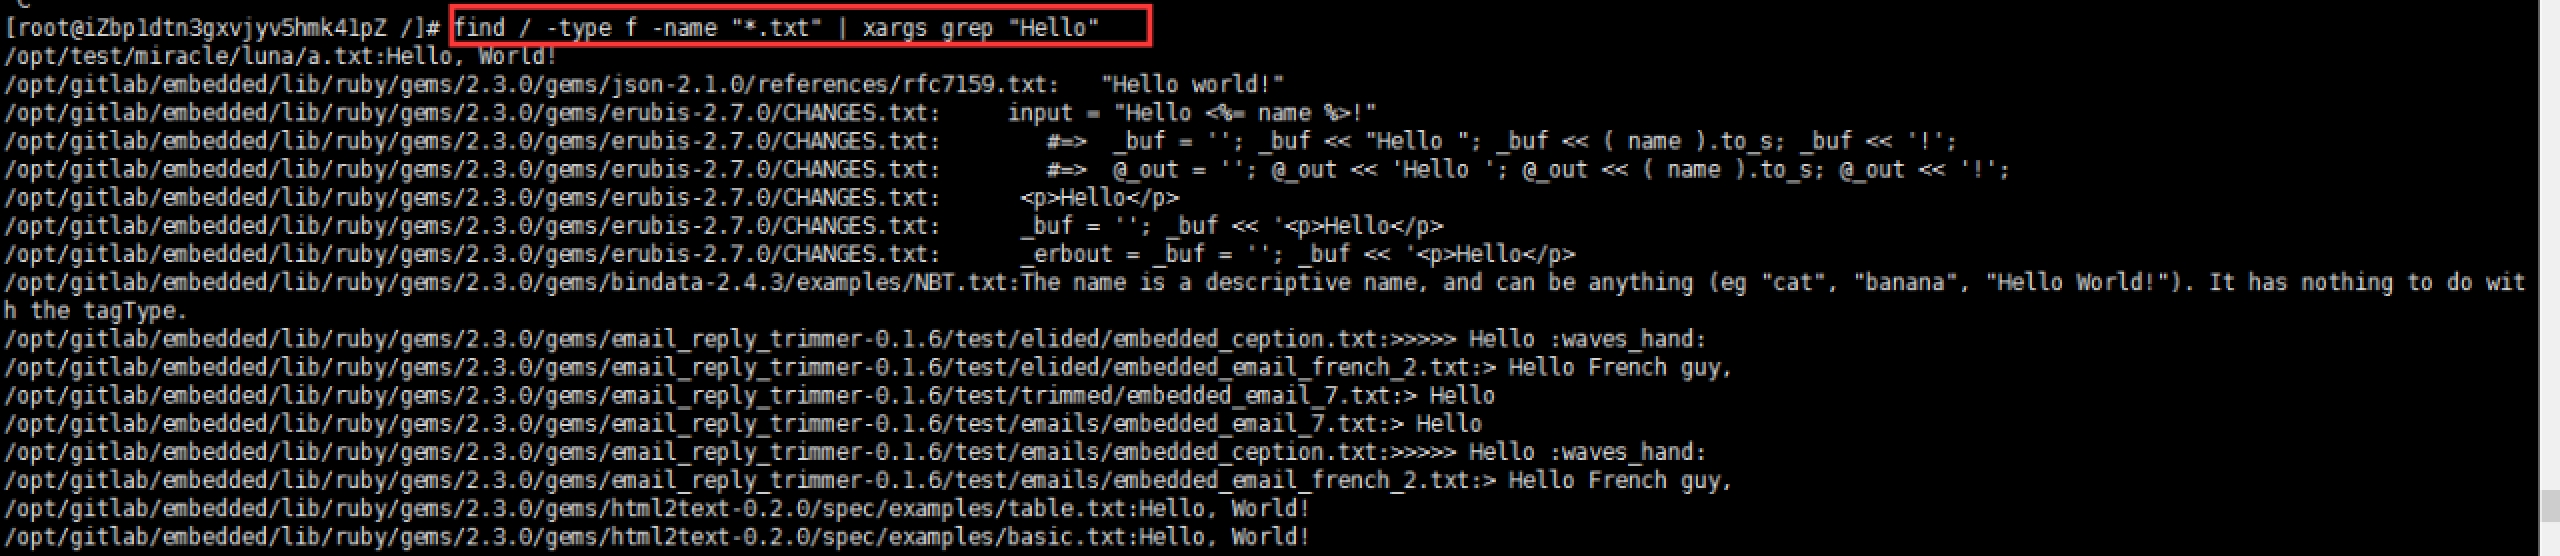 [root@iZbp1dtn3gxvjyv5hmk41pZ /]# find / -type f -name "*.txt" | xargs grep "Hello"
/opt/test/miracle/luna/a.txt:Hello, World!
/opt/gitlab/embedded/lib/ruby/gems/2.3.0/gems/json-2.1.0/references/rfc7159.txt:   "Hello world!"
/opt/gitlab/embedded/lib/ruby/gems/2.3.0/gems/erubis-2.7.0/CHANGES.txt:     input = "Hello <%= name %>!"
/opt/gitlab/embedded/lib/ruby/gems/2.3.0/gems/erubis-2.7.0/CHANGES.txt:        #=>  _buf = ''; _buf << "Hello "; _buf << ( name ).to_s; _buf << '!';
/opt/gitlab/embedded/lib/ruby/gems/2.3.0/gems/erubis-2.7.0/CHANGES.txt:        #=>  @_out = ''; @_out << 'Hello '; @_out << ( name ).to_s; @_out << '!';
/opt/gitlab/embedded/lib/ruby/gems/2.3.0/gems/erubis-2.7.0/CHANGES.txt:      <p>Hello</p>
/opt/gitlab/embedded/lib/ruby/gems/2.3.0/gems/erubis-2.7.0/CHANGES.txt:      _buf = ''; _buf << '<p>Hello</p>
/opt/gitlab/embedded/lib/ruby/gems/2.3.0/gems/erubis-2.7.0/CHANGES.txt:      _erbout = _buf = ''; _buf << '<p>Hello</p>
/opt/gitlab/embedded/lib/ruby/gems/2.3.0/gems/bindata-2.4.3/examples/NBT.txt:The name is a descriptive name, and can be anything (eg "cat", "banana", "Hello World!"). It has nothing to do wit
h the tagType.
/opt/gitlab/embedded/lib/ruby/gems/2.3.0/gems/email_reply_trimmer-0.1.6/test/elided/embedded_ception.txt:>>>>> Hello :waves_hand:
/opt/gitlab/embedded/lib/ruby/gems/2.3.0/gems/email_reply_trimmer-0.1.6/test/elided/embedded_email_french_2.txt:> Hello French guy,
/opt/gitlab/embedded/lib/ruby/gems/2.3.0/gems/email_reply_trimmer-0.1.6/test/trimmed/embedded_email_7.txt:> Hello
/opt/gitlab/embedded/lib/ruby/gems/2.3.0/gems/email_reply_trimmer-0.1.6/test/emails/embedded_email_7.txt:> Hello
/opt/gitlab/embedded/lib/ruby/gems/2.3.0/gems/email_reply_trimmer-0.1.6/test/emails/embedded_ception.txt:>>>>> Hello :waves_hand:
/opt/gitlab/embedded/lib/ruby/gems/2.3.0/gems/email_reply_trimmer-0.1.6/test/emails/embedded_email_french_2.txt:> Hello French guy,
/opt/gitlab/embedded/lib/ruby/gems/2.3.0/gems/html2text-0.2.0/spec/examples/table.txt:Hello, World!
/opt/gitlab/embedded/lib/ruby/gems/2.3.0/gems/html2text-0.2.0/spec/examples/basic.txt:Hello, World!